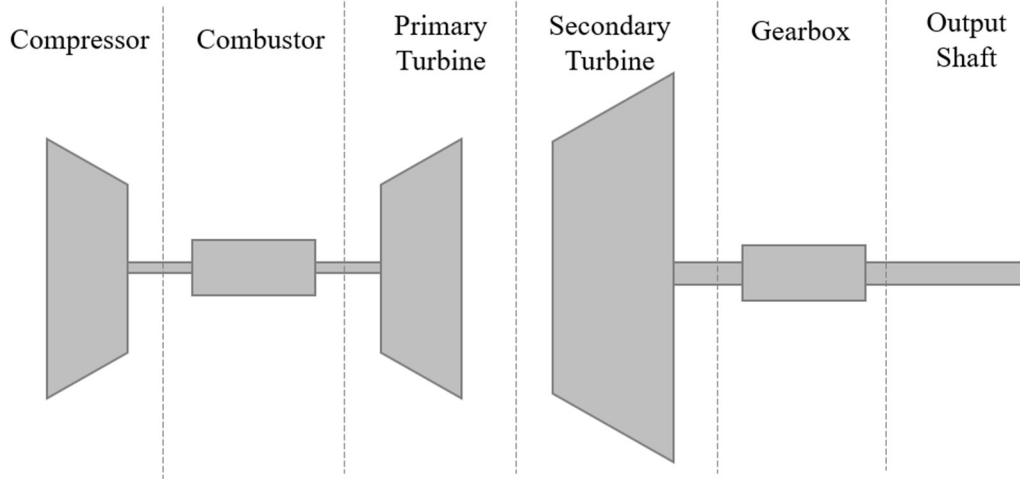 Compressor
Combustor
Primary
Turbine
Secondary
Turbine
Gearbox
Output
Shaft